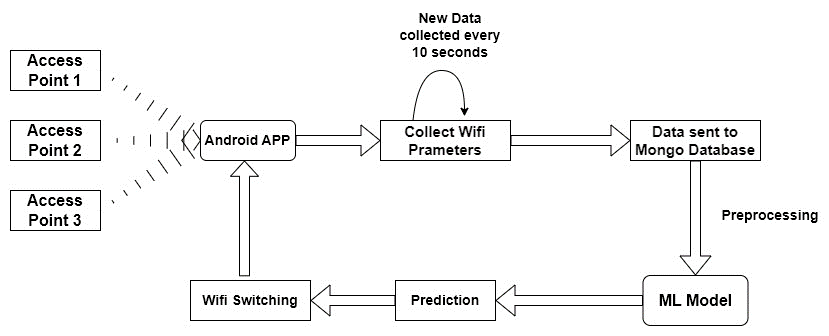 New Data
collected every
10 seconds
Access
Point 1
Access
Point 2
Access
Point 3
Android APP
Collect Wifi
Prameters
Data sent to
Mongo Database
Preprocessing
ML Model
Prediction
Wifi Switching